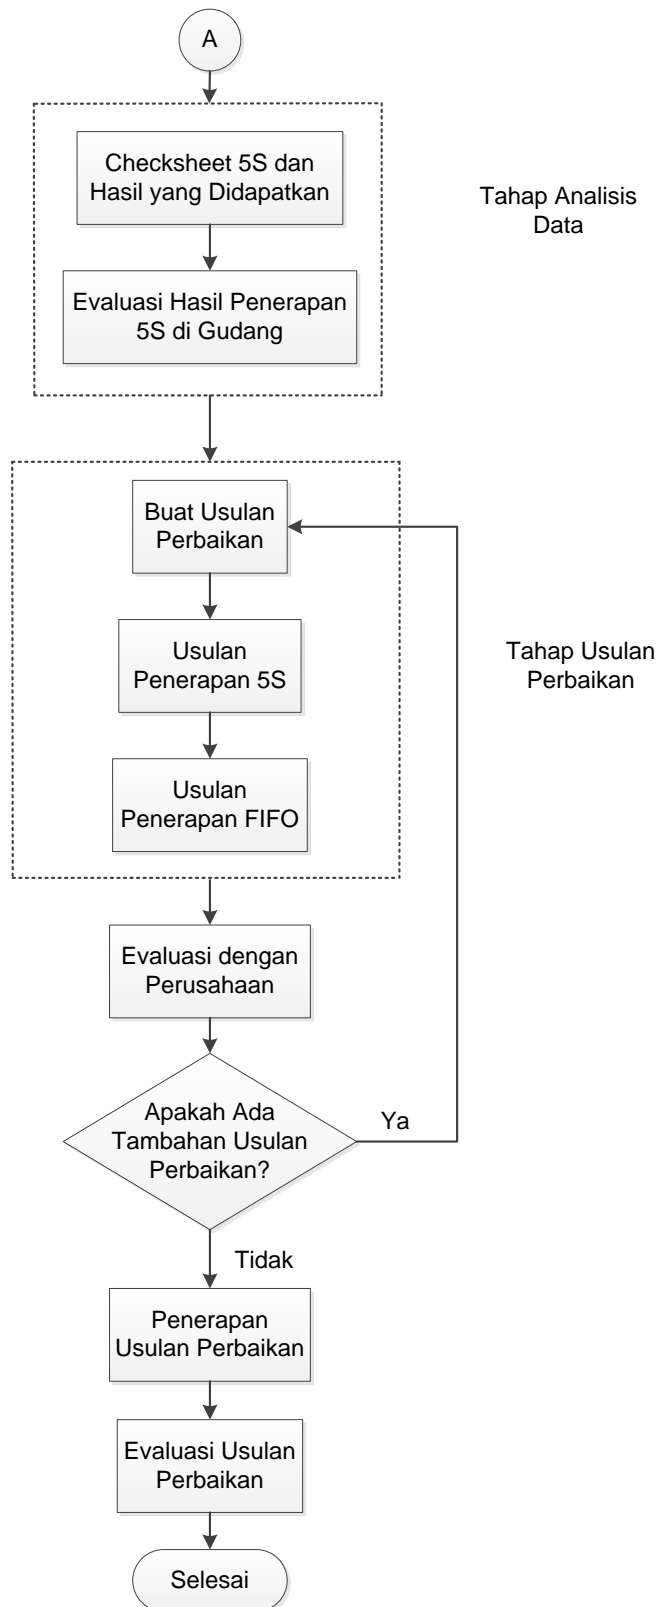 A
Checksheet 5S dan
Hasil yang Didapatkan
Tahap Analisis
Data
Evaluasi Hasil Penerapan
5S di Gudang
Buat Usulan
Perbaikan
Usulan
Penerapan 5S
Tahap Usulan
Perbaikan
Usulan
Penerapan FIFO
Evaluasi dengan
Perusahaan
Apakah Ada
Tambahan Usulan
Perbaikan?
Ya
Tidak
Penerapan
Usulan Perbaikan
Evaluasi Usulan
Perbaikan
Selesai